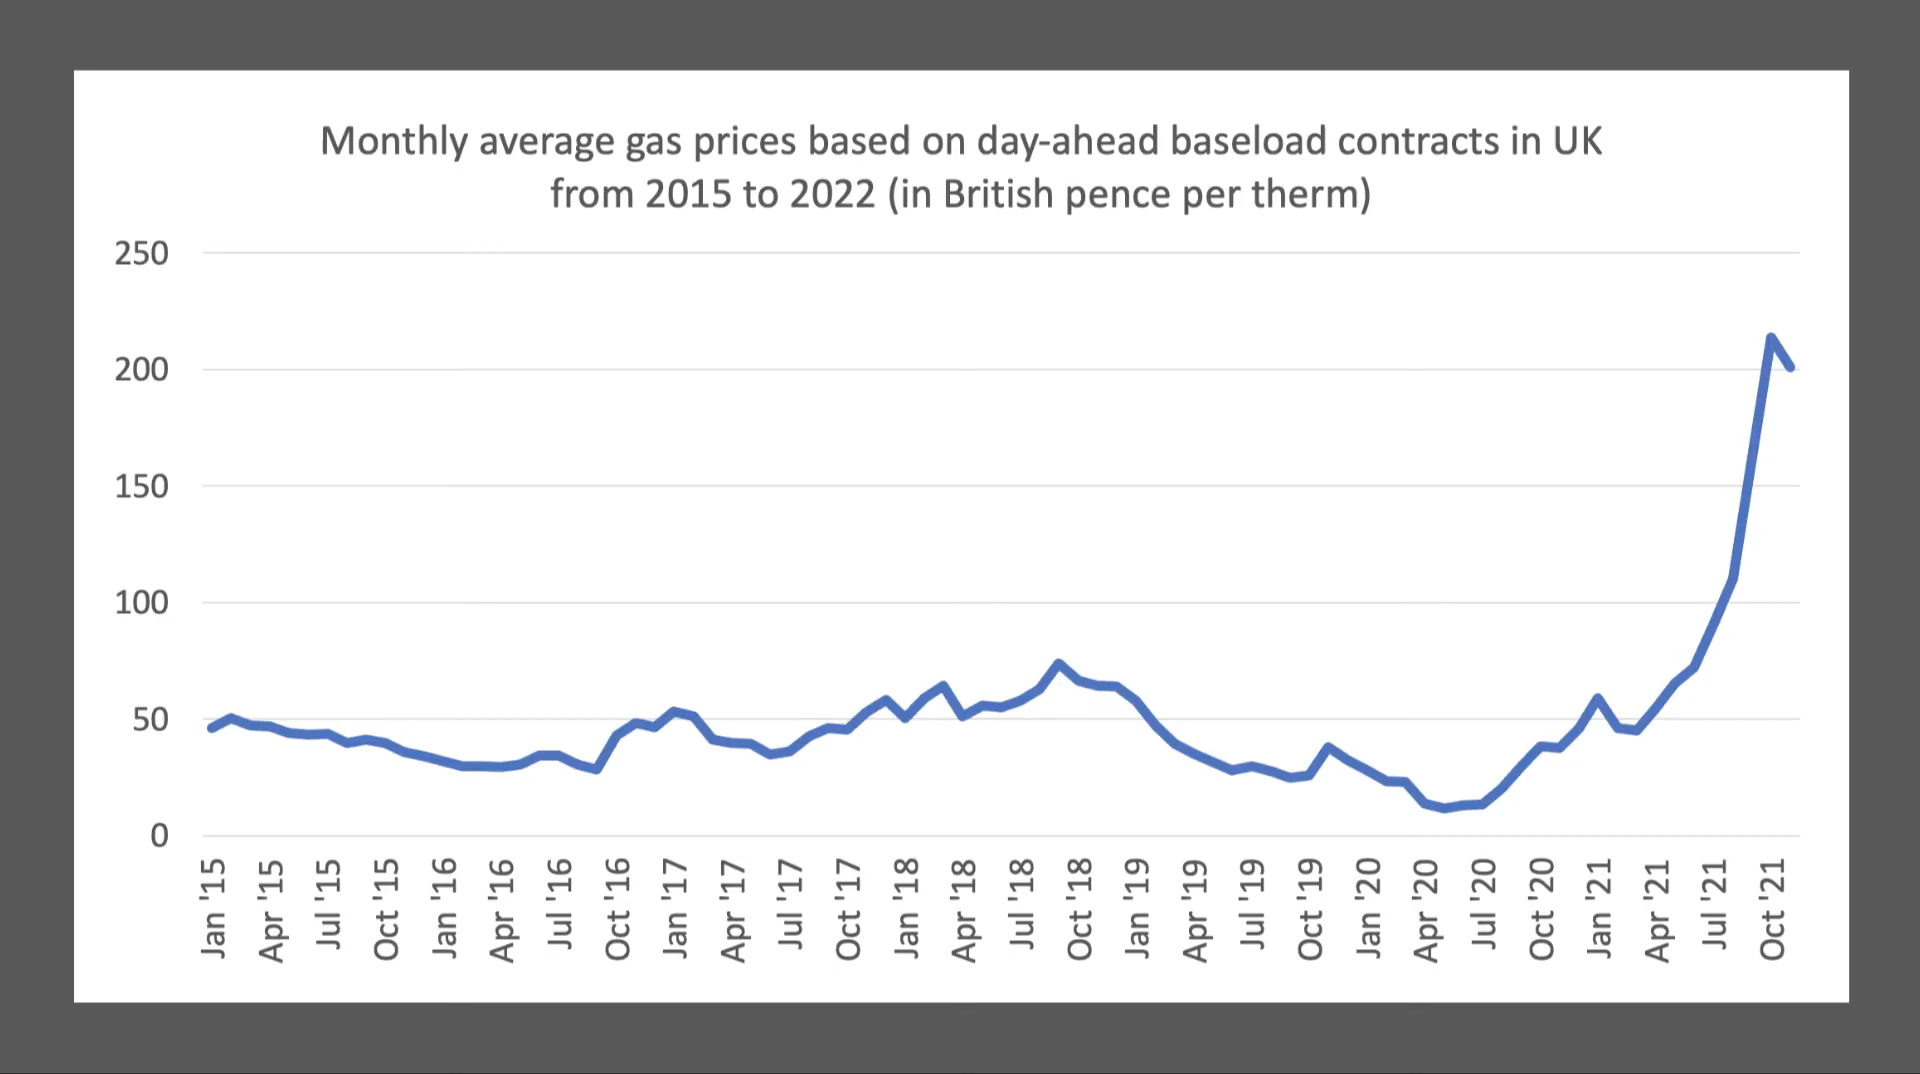 Monthly average gas prices based on day-ahead baseload contracts in UK
from 2015 to 2022 (in British pence per therm)
250
200
150
100
50
0
Jan '15
Apr '15
Jul '15
Oct '15
Jan '16
Apr '16
Jul '16
Oct '16
Jan '17
Apr '17
Jul '17
Oct '17
Jan '18
Apr '18
Jul '18
Oct '18
Jan '19
Apr '19
Jul '19
Oct '19
Jan '20
Apr '20
Jul '20
Oct '20
Jan '21
Apr '21
Jul '21
Oct '21